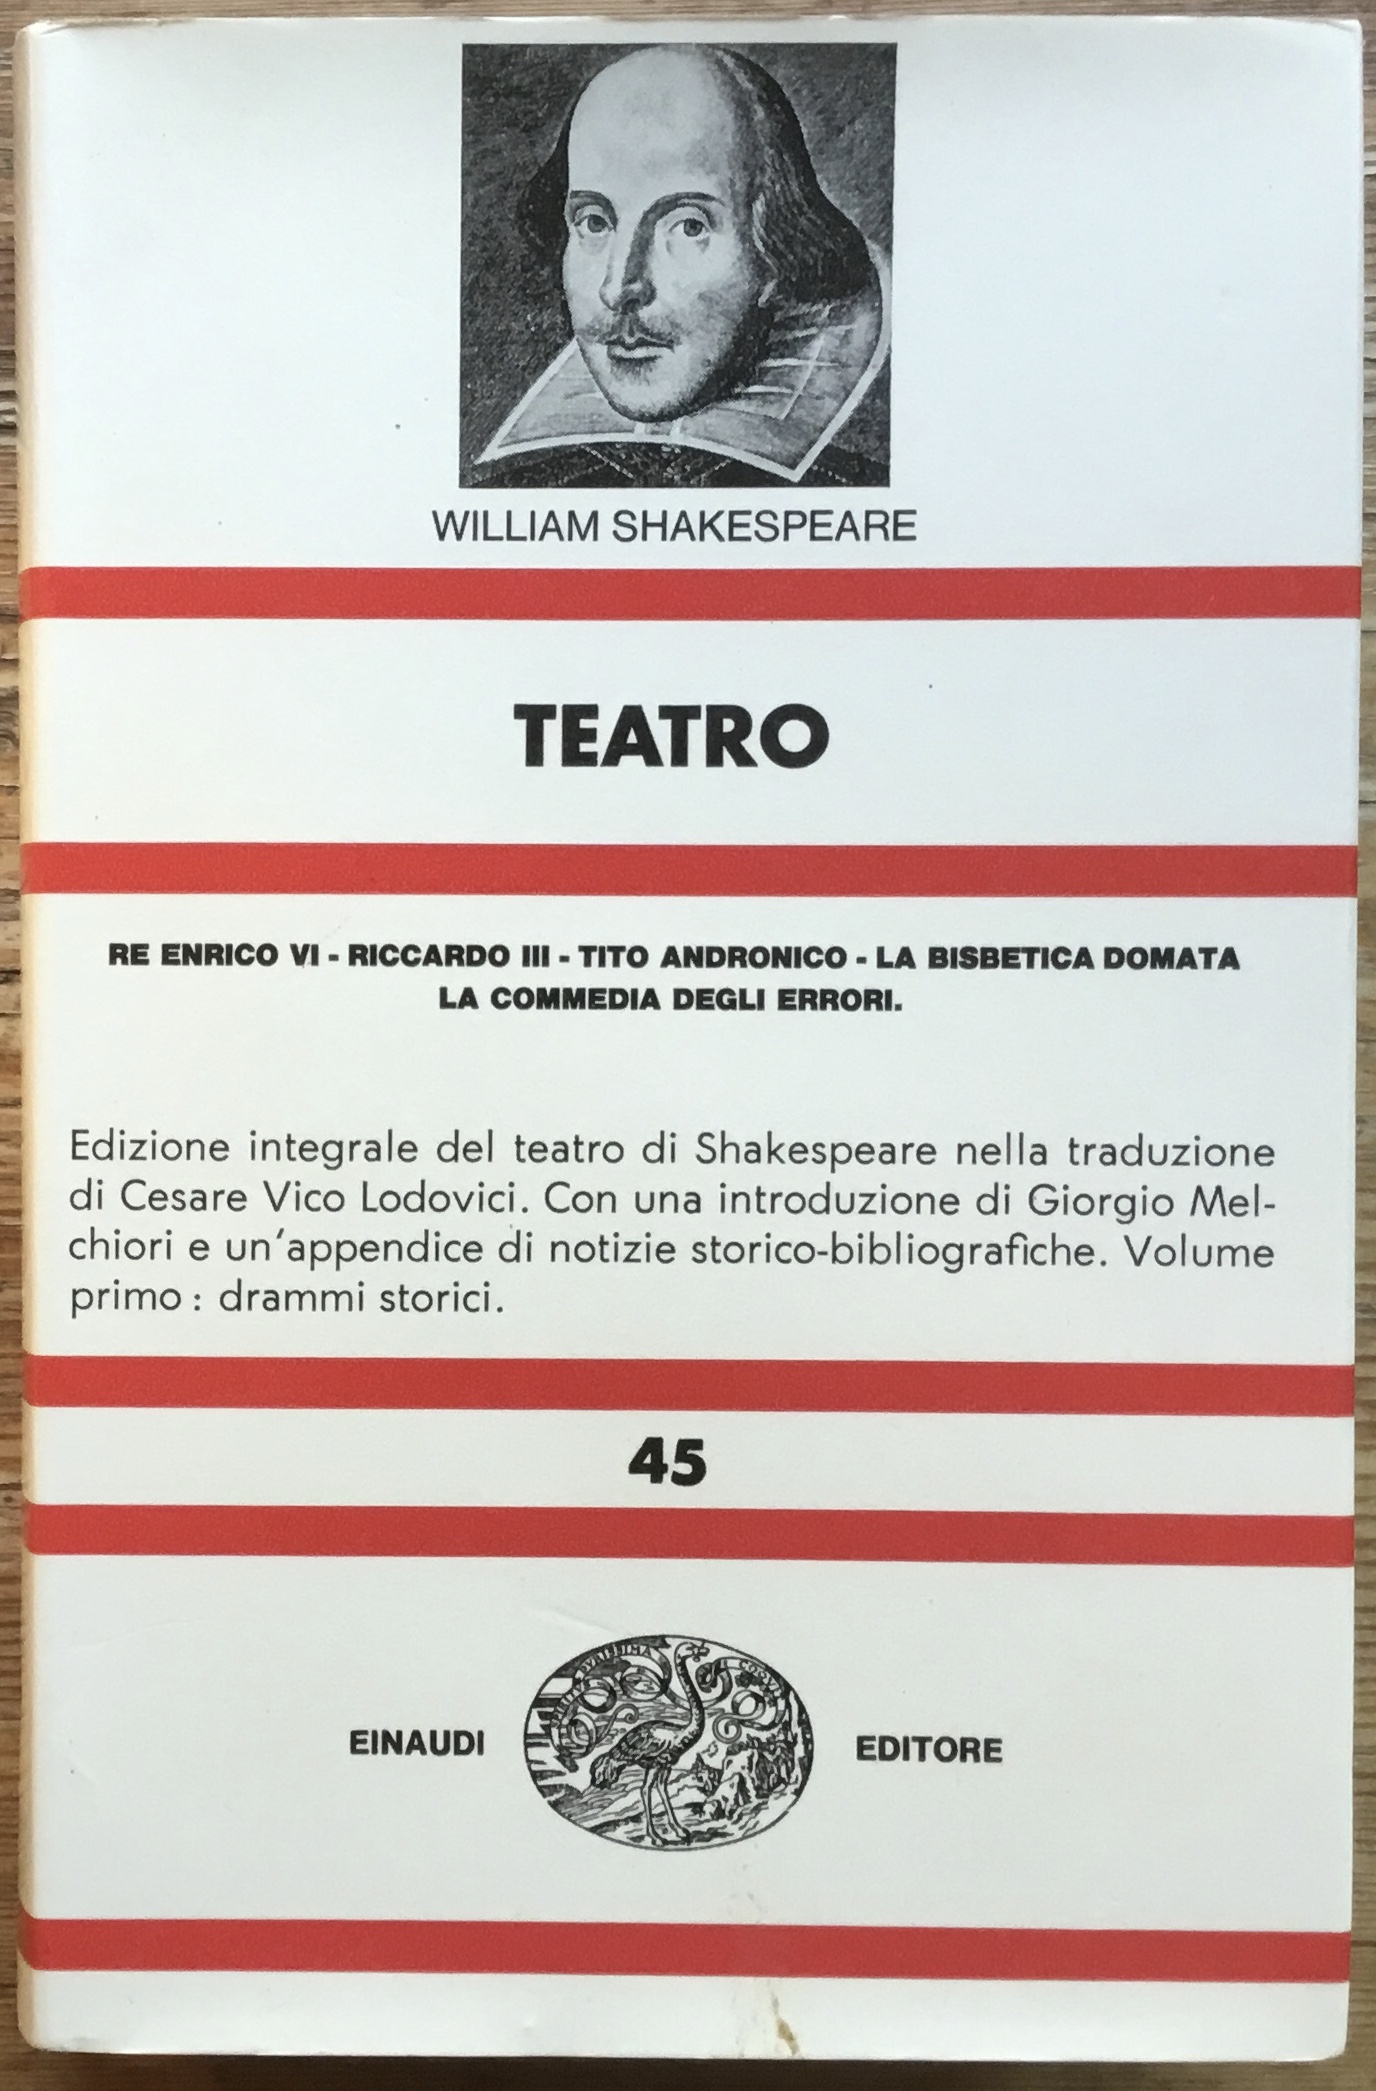 WILLIAM SHAKESPEARE
TEATRO
RE ENRICO VI - RICCARDO III - TITO ANDRONICO - LA BISBETICA DOMATA
LA COMMEDIA DEGLI ERRORI.
Edizione integrale del teatro di Shakespeare nella traduzione
di Cesare Vico Lodovici. Con una introduzione di Giorgio Mel-
chiori e un'appendice di notizie storico-bibliografiche. Volume
primo : drammi storici.
45
EINAUDI
EDITORE